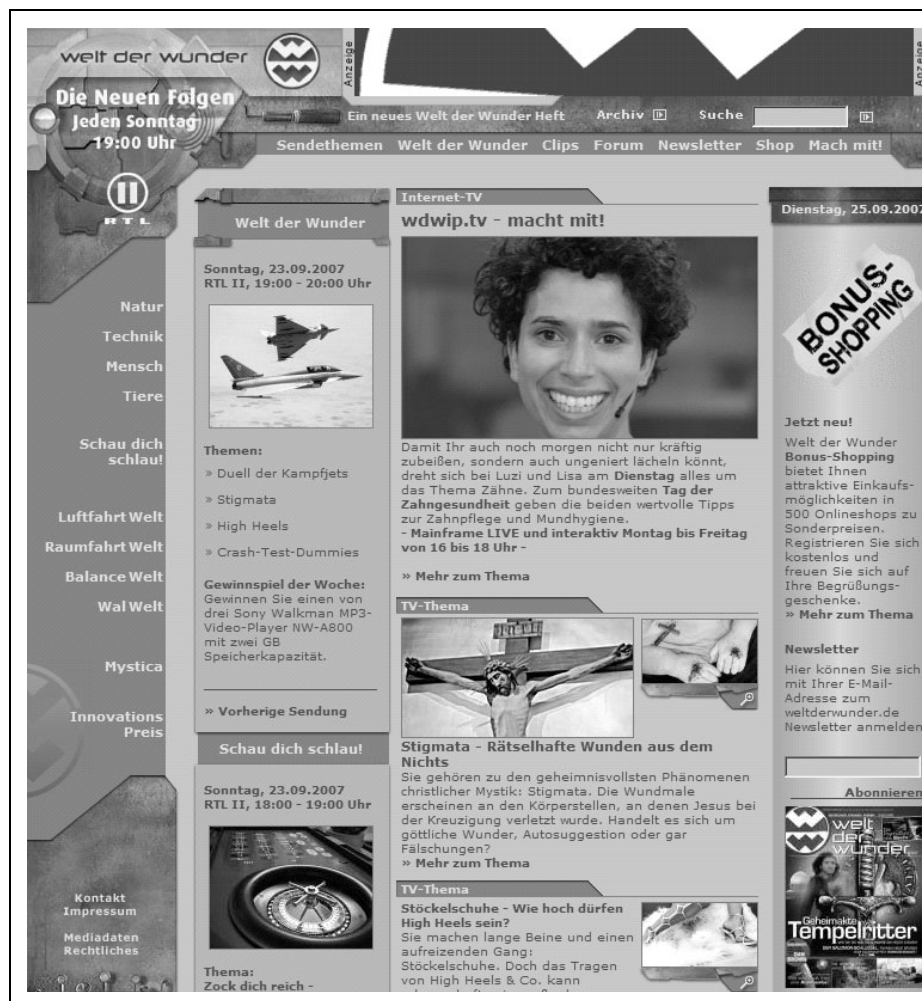 welt der wunder
Anzeige
Anzeige
Die Neuen Folgen
Jeden Sonntag
19:00 Uhr
Ein neues Welt der Wunder Heft
Archiv
Suche
Sendethemen Welt der Wunder Clips Forum Newsletter Shop Mach mit!
RTL
Natur
Technik
Mensch
Tiere
Schau dich
schlau!
Luftfahrt Welt
Raumfahrt Welt
Balance Welt
Wal Welt
Mystica
Innovations
Preis
Kontakt
Impressum
Mediadaten
Rechtliches
Welt der Wunder
Sonntag, 23.09.2007
RTL II, 19:00 - 20:00 Uhr
Themen:
» Duell der Kampfjets
» Stigmata
» High Heels
» Crash-Test-Dummies
Gewinnspiel der Woche:
Gewinnen Sie einen von
drei Sony Walkman MP3-
Video-Player NW-A800
mit zwei GB
Speicherkapazität.
» Vorherige Sendung
Schau dich schlau!
Sonntag, 23.09.2007
RTL II, 18:00 - 19:00 Uhr
Thema:
Zock dich reich -
Internet-TV
wdwip.tv - macht mit!
Damit Ihr auch noch morgen nicht nur kräftig
zubeißen, sondern auch ungeniert lächeln könnt,
dreht sich bei Luzi und Lisa am Dienstag alles um
das Thema Zähne. Zum bundesweiten Tag der
Zahngesundheit geben die beiden wertvolle Tipps
zur Zahnpflege und Mundhygiene.
- Mainframe LIVE und interaktiv Montag bis Freitag
von 16 bis 18 Uhr -
» Mehr zum Thema
TV-Thema
Stigmata - Rätselhafte Wunden aus dem
Nichts
Sie gehören zu den geheimnisvollsten Phänomenen
christlicher Mystik: Stigmata. Die Wundmale
erscheinen an den Körperstellen, an denen Jesus bei
der Kreuzigung verletzt wurde. Handelt es sich um
göttliche Wunder, Autosuggestion oder gar
Fälschungen?
» Mehr zum Thema
TV-Thema
Stöckelschuhe - Wie hoch dürfen
High Heels sein?
Sie machen lange Beine und einen
aufreizenden Gang:
Stöckelschuhe. Doch das Tragen
von High Heels & Co. kann
Dienstag, 25.09.2007
BONUS-
SHOPPING
Jetzt neu!
Welt der Wunder
Bonus-Shopping
bietet Ihnen
attraktive Einkaufs-
möglichkeiten in
500 Onlineshops zu
Sonderpreisen.
Registrieren Sie sich
kostenlos und
freuen Sie sich auf
Ihre Begrüßungs-
geschenke.
» Mehr zum Thema
Newsletter
Hier können Sie sich
mit Ihrer E-Mail-
Adresse zum
weltderwunder.de
Newsletter anmelden
Abonnieren
welt
der
wunder
Geheimakte
Tempelritter